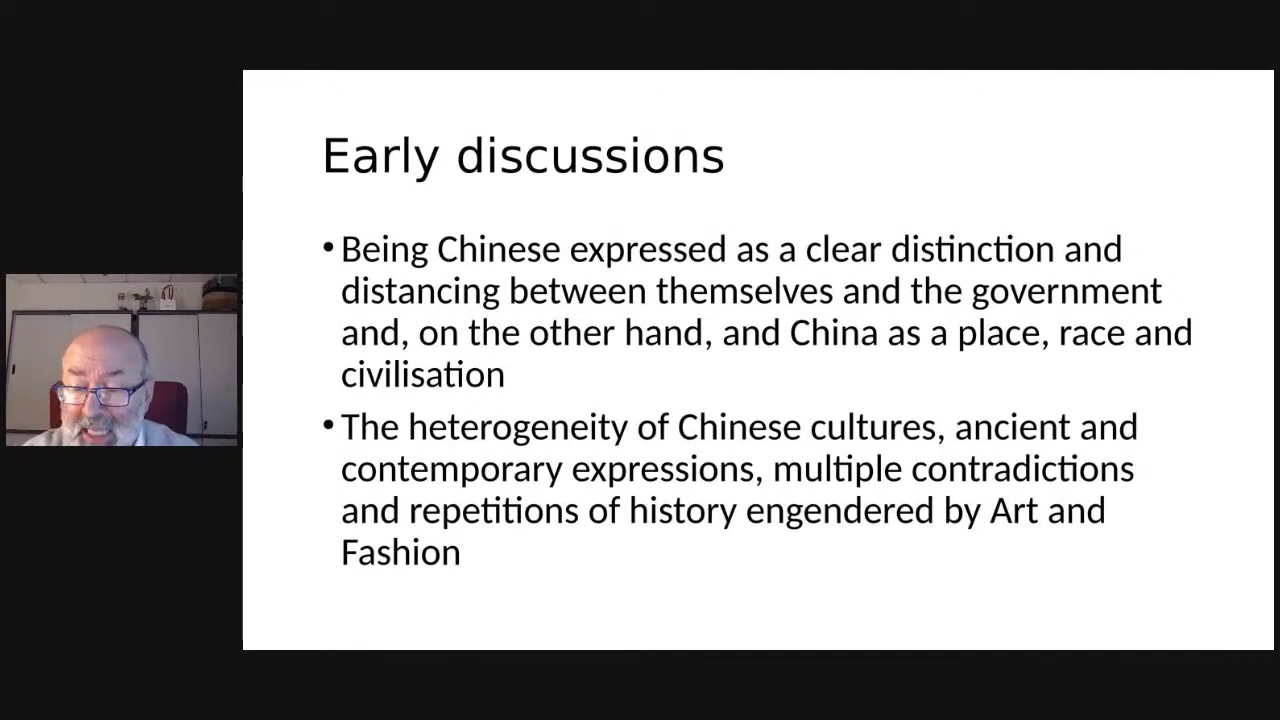 Early discussions
• Being Chinese expressed as a clear distinction and
distancing between themselves and the government
and, on the other hand, and China as a place, race and
civilisation
• The heterogeneity of Chinese cultures, ancient and
contemporary expressions, multiple contradictions
and repetitions of history engendered by Art and
Fashion